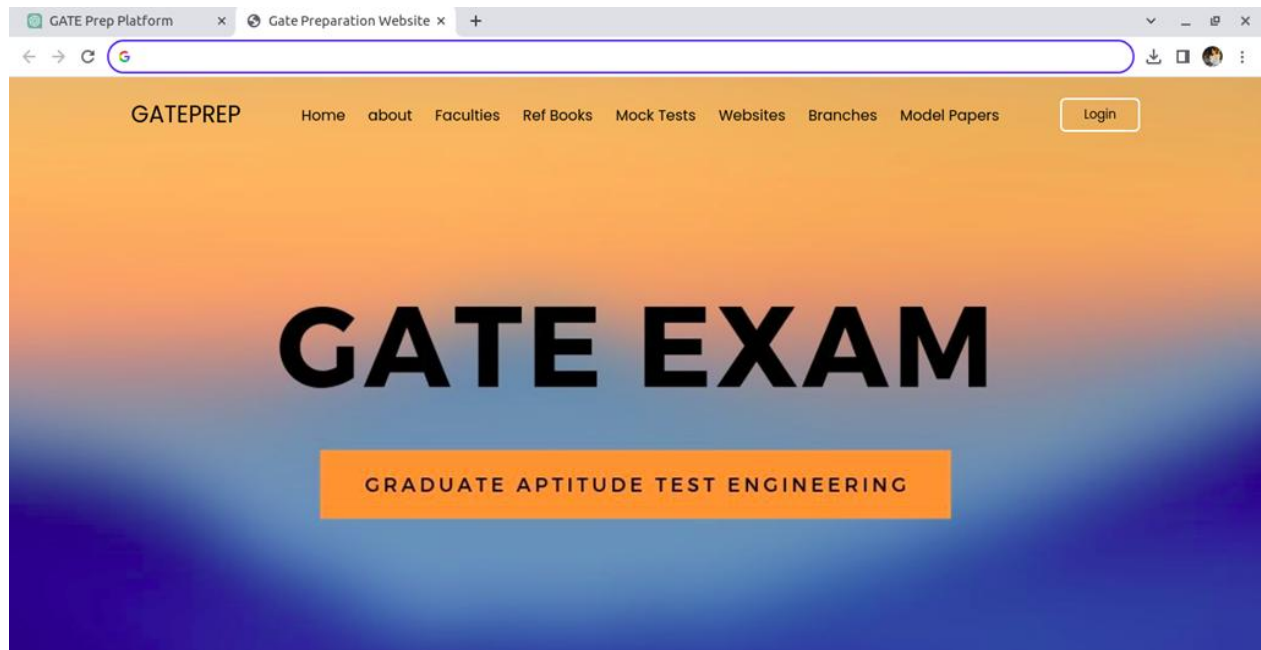 GATE Prep Platform
Gate Preparation Website
GATEPREP Home about Faculties Ref Books Mock Tests Websites Branches Model Papers Login
GATE EXAM
GRADUATE APTITUDE TEST ENGINEERING